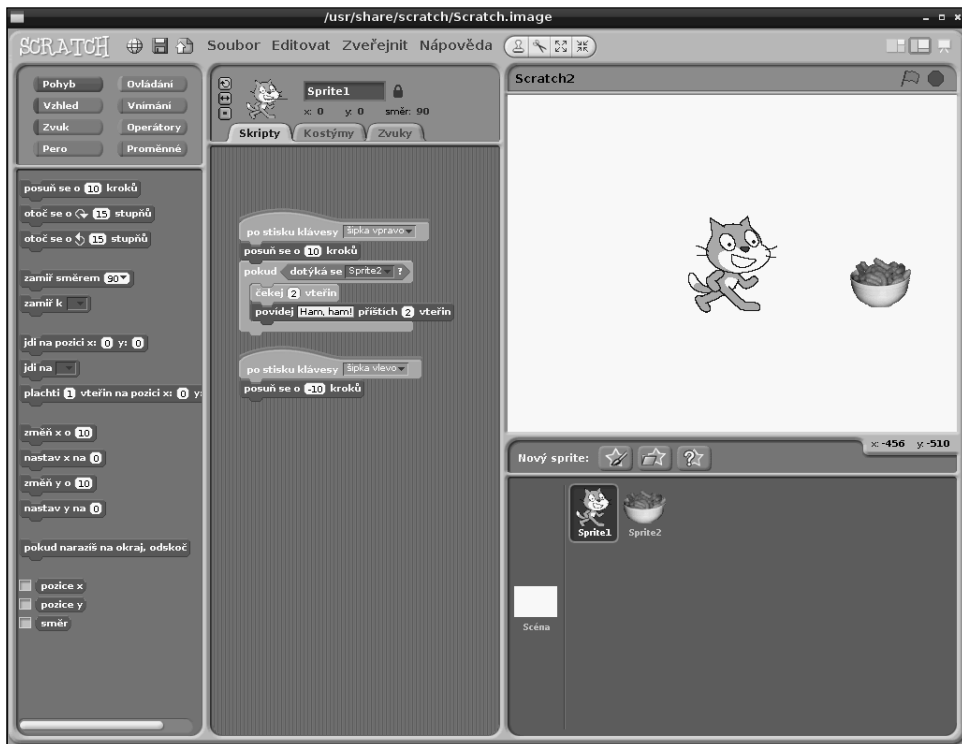 /usr/share/scratch/Scratch.image
SCRATCH Soubor Editovat Zveřejnit Nápověda
Pohyb Ovládání
Vzhled Vnímání
Zvuk Operátory
Pero Proměnné
posuň se o 10 kroků
otoč se o 15 stupňů
otoč se o 15 stupňů
zamiř směrem 90
zamiř k
jdi na pozici x: 0 y: 0
jdi na
plachti 1 vteřin na pozici x: 0 y:
změň x o 10
nastav x na 0
změň y o 10
nastav y na 0
pokud narazíš na okraj, odskoč
pozice x
pozice y
směr
Sprite1
x: 0 y: 0 směr: 90
Skripty Kostýmy Zvuky
po stisku klávesy šipka vpravo
posuň se o 10 kroků
pokud dotýká se Sprite2 ?
čekej 2 vteřin
povídej Ham, ham! příštích 2 vteřin
po stisku klávesy šipka vlevo
posuň se o -10 kroků
Scratch2
x: -456 y: -510
Nový sprite:
Sprite1 Sprite2
Scéna